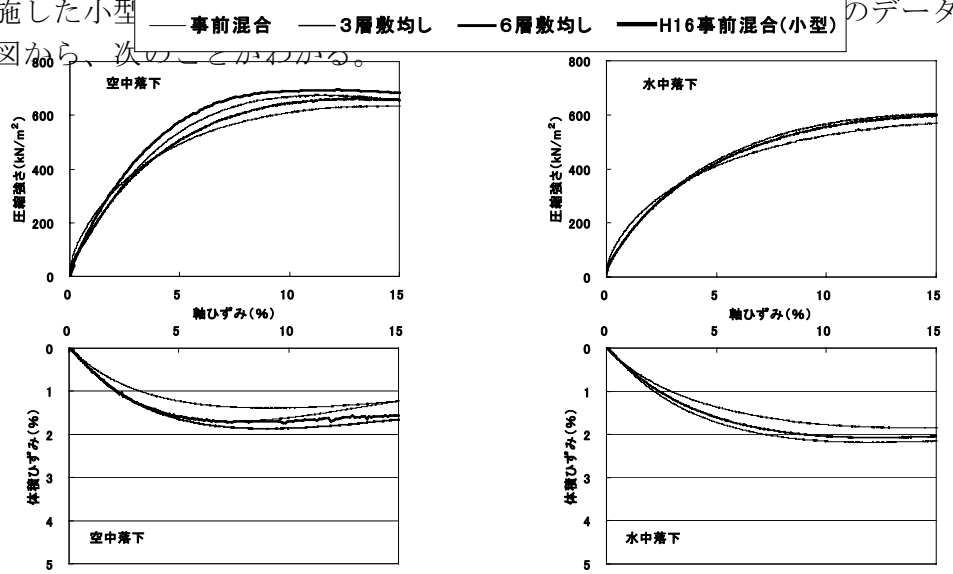 施した小型
のデータ
事前混合 3層敷均し 6層敷均し H16事前混合(小型)
図から、次のことがわかる。
空中落下
圧縮強さ(kN/m²)
800
600
400
200
0
0 5 10 15
軸ひずみ(%)
水中落下
圧縮強さ(kN/m²)
800
600
400
200
0
0 5 10 15
軸ひずみ(%)
0 5 10 15
体積ひずみ(%)
0
1
2
3
4
5
空中落下
0 5 10 15
体積ひずみ(%)
0
1
2
3
4
5
水中落下